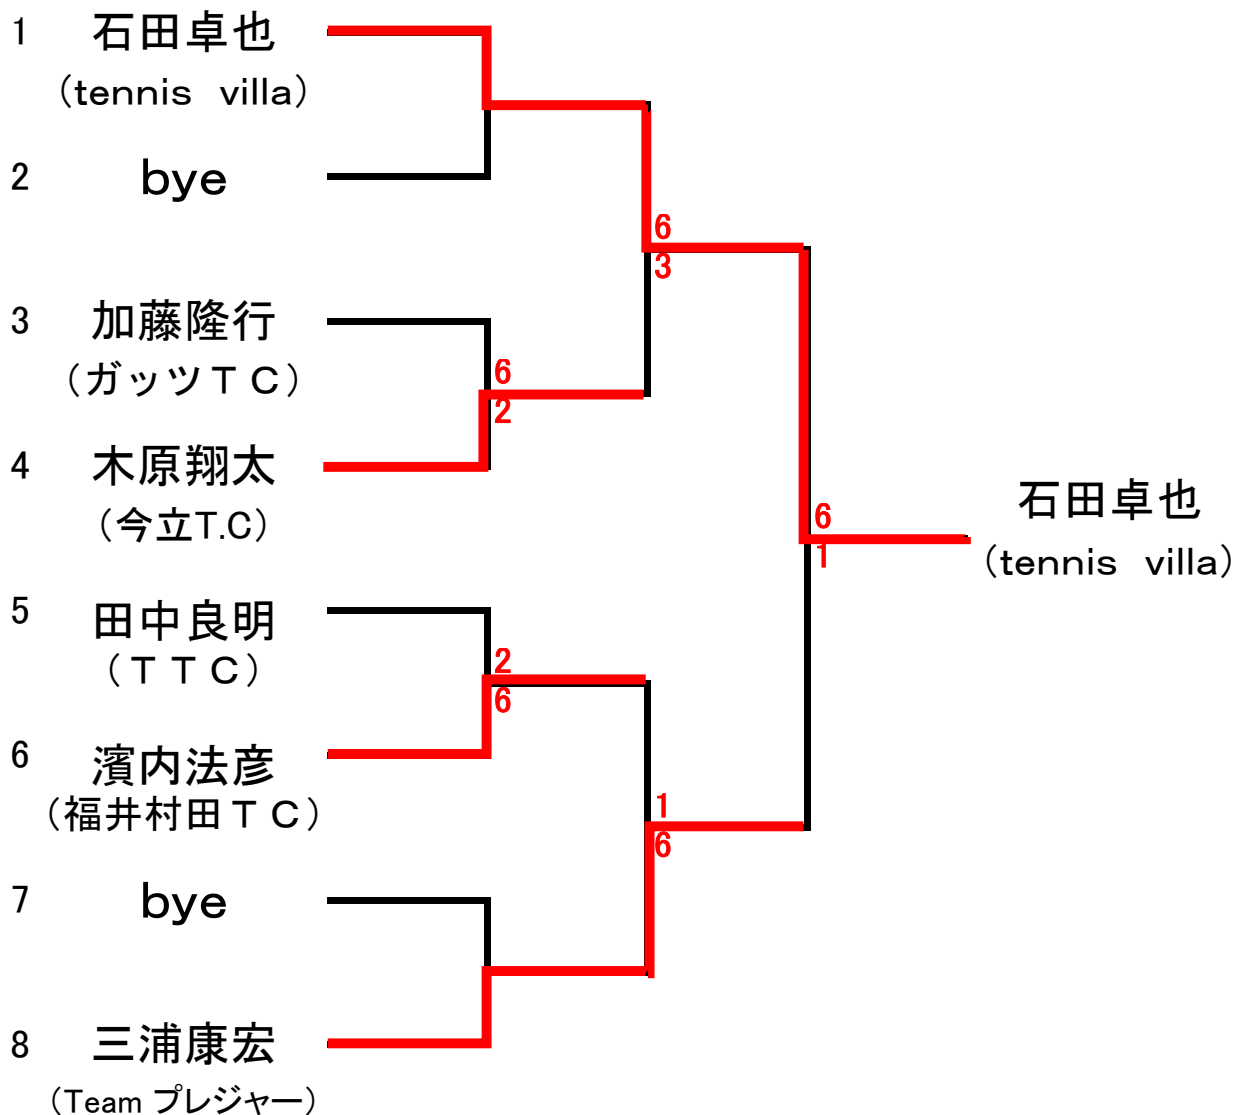 1 石田卓也
（tennis villa）
2 bye
6
3
3 加藤隆行
（ガッツＴＣ）
6
2
4 木原翔太
（今立T.C）
石田卓也
（tennis villa）
6
1
5 田中良明
（ＴＴＣ）
2
6
6 濱内法彦
（福井村田ＴＣ）
1
6
7 bye
8 三浦康宏
（Team プレジャー）